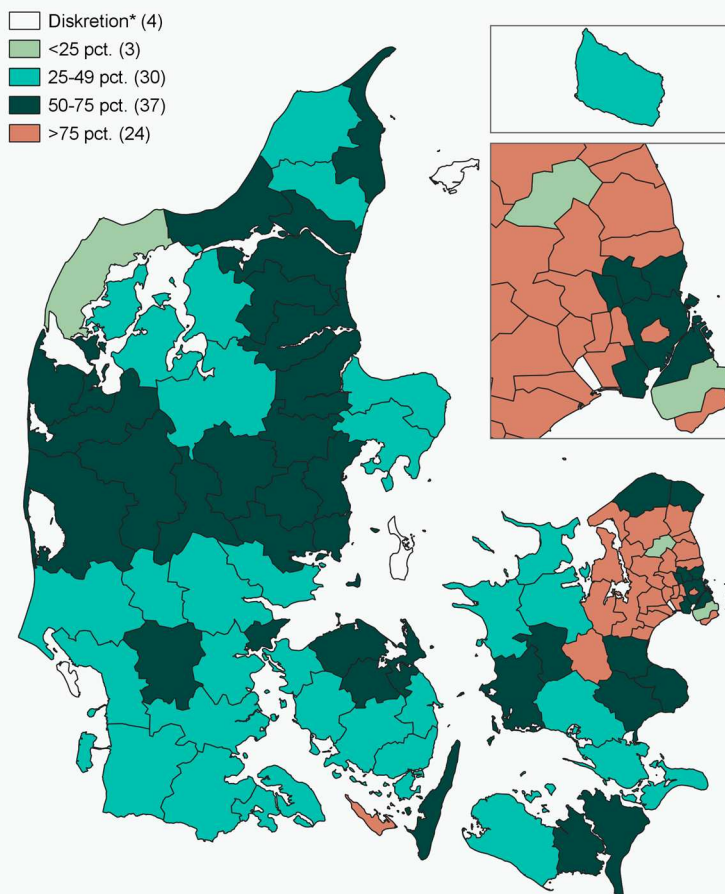 Diskretion* (4)
<25 pct. (3)
25-49 pct. (30)
50-75 pct. (37)
>75 pct. (24)